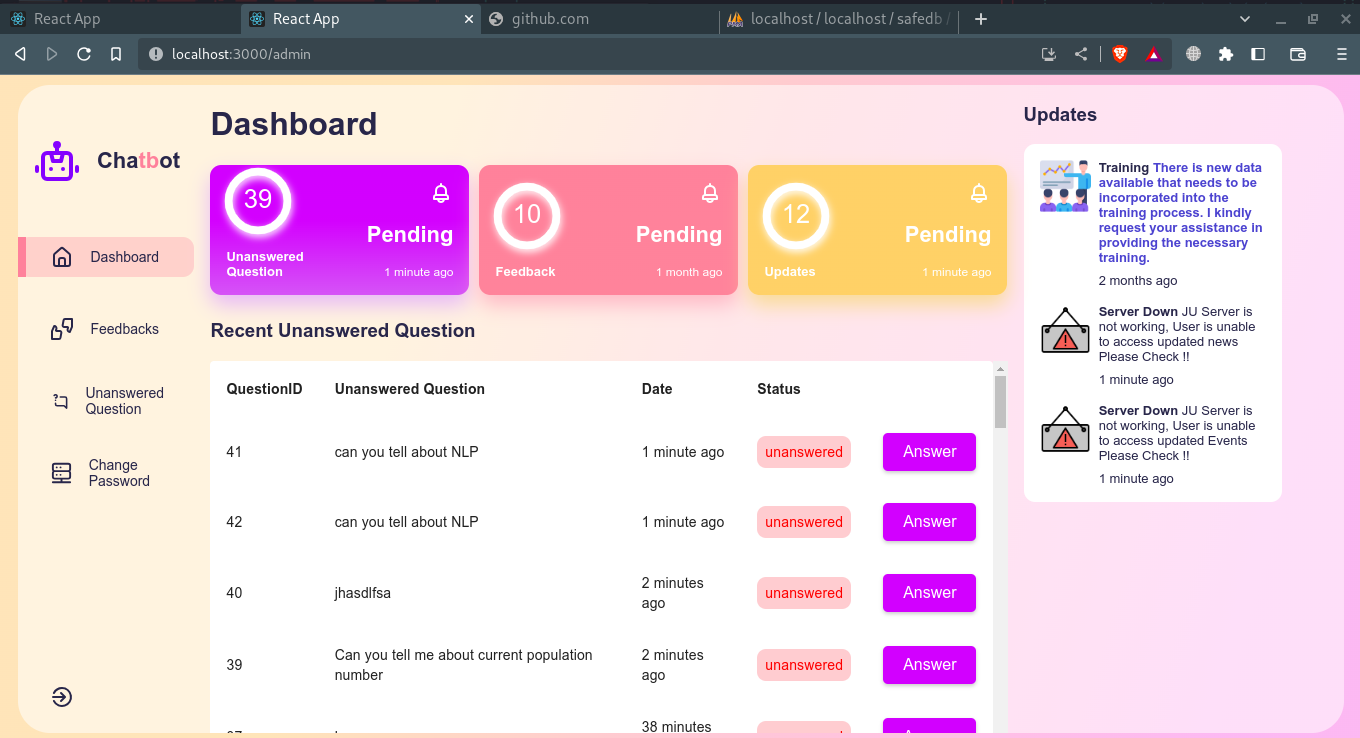 React App
React App
github.com
localhost / localhost / safedb /
localhost:3000/admin
Chatbot
Dashboard
Feedbacks
Unanswered
Question
Change
Password
Dashboard
39
Pending
Unanswered
Question
1 minute ago
10
Pending
Feedback
1 month ago
12
Pending
Updates
1 minute ago
Recent Unanswered Question
QuestionID Unanswered Question Date Status
41 can you tell about NLP 1 minute ago unanswered Answer
42 can you tell about NLP 1 minute ago unanswered Answer
40 jhasdlfsa 2 minutes ago unanswered Answer
39 Can you tell me about current population number 2 minutes ago unanswered Answer
38 minutes
Updates
Training There is new data
available that needs to be
incorporated into the
training process. I kindly
request your assistance in
providing the necessary
training.
2 months ago
Server Down JU Server is
not working, User is unable
to access updated news
Please Check !!
1 minute ago
Server Down JU Server is
not working, User is unable
to access updated Events
Please Check !!
1 minute ago